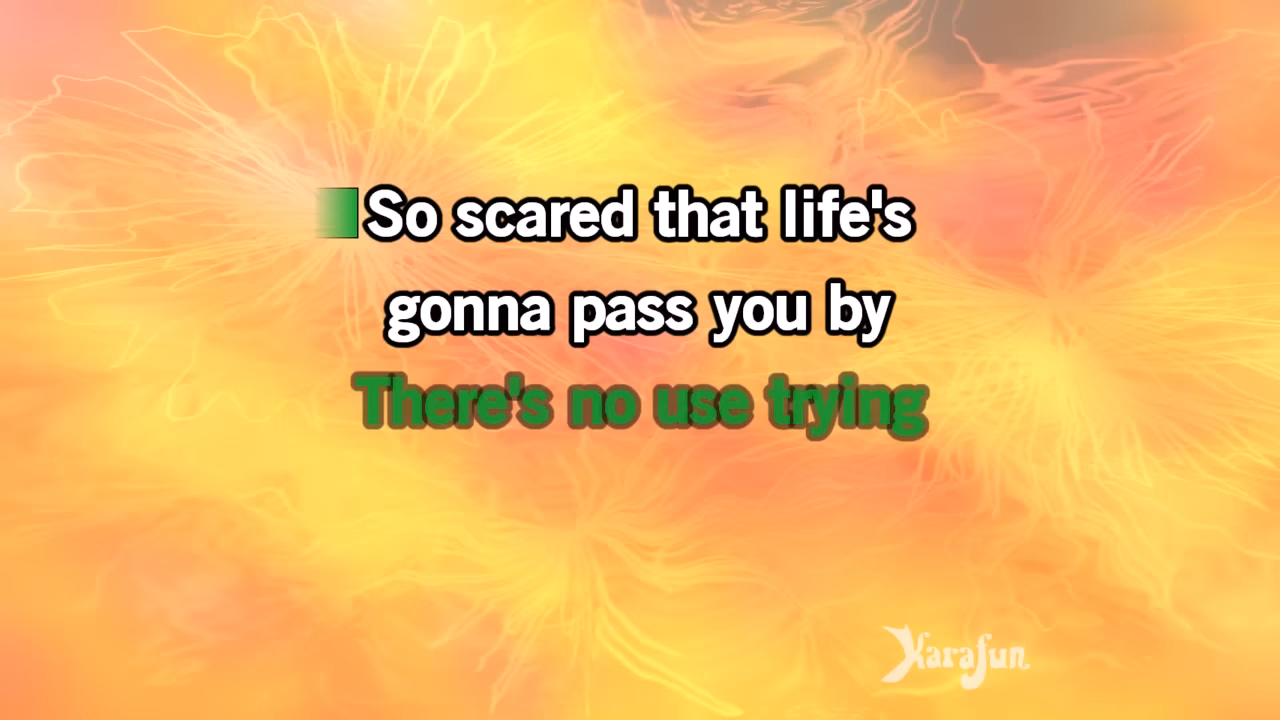 So scared that life's
gonna pass you by
There's no use trying
Karafun